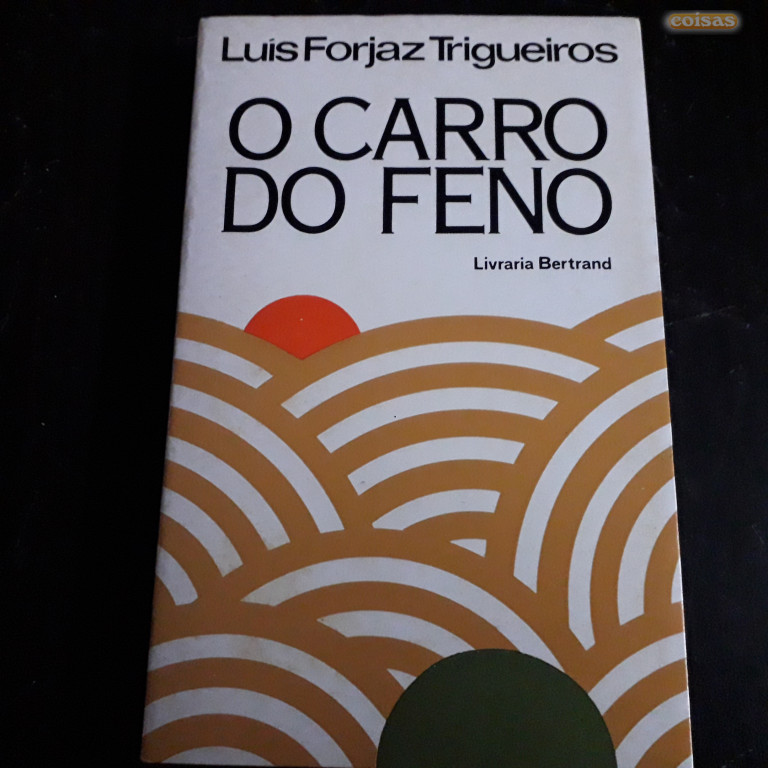 coisas
Luís Forjaz Trigueiros
O CARRO
DO FENO
Livraria Bertrand